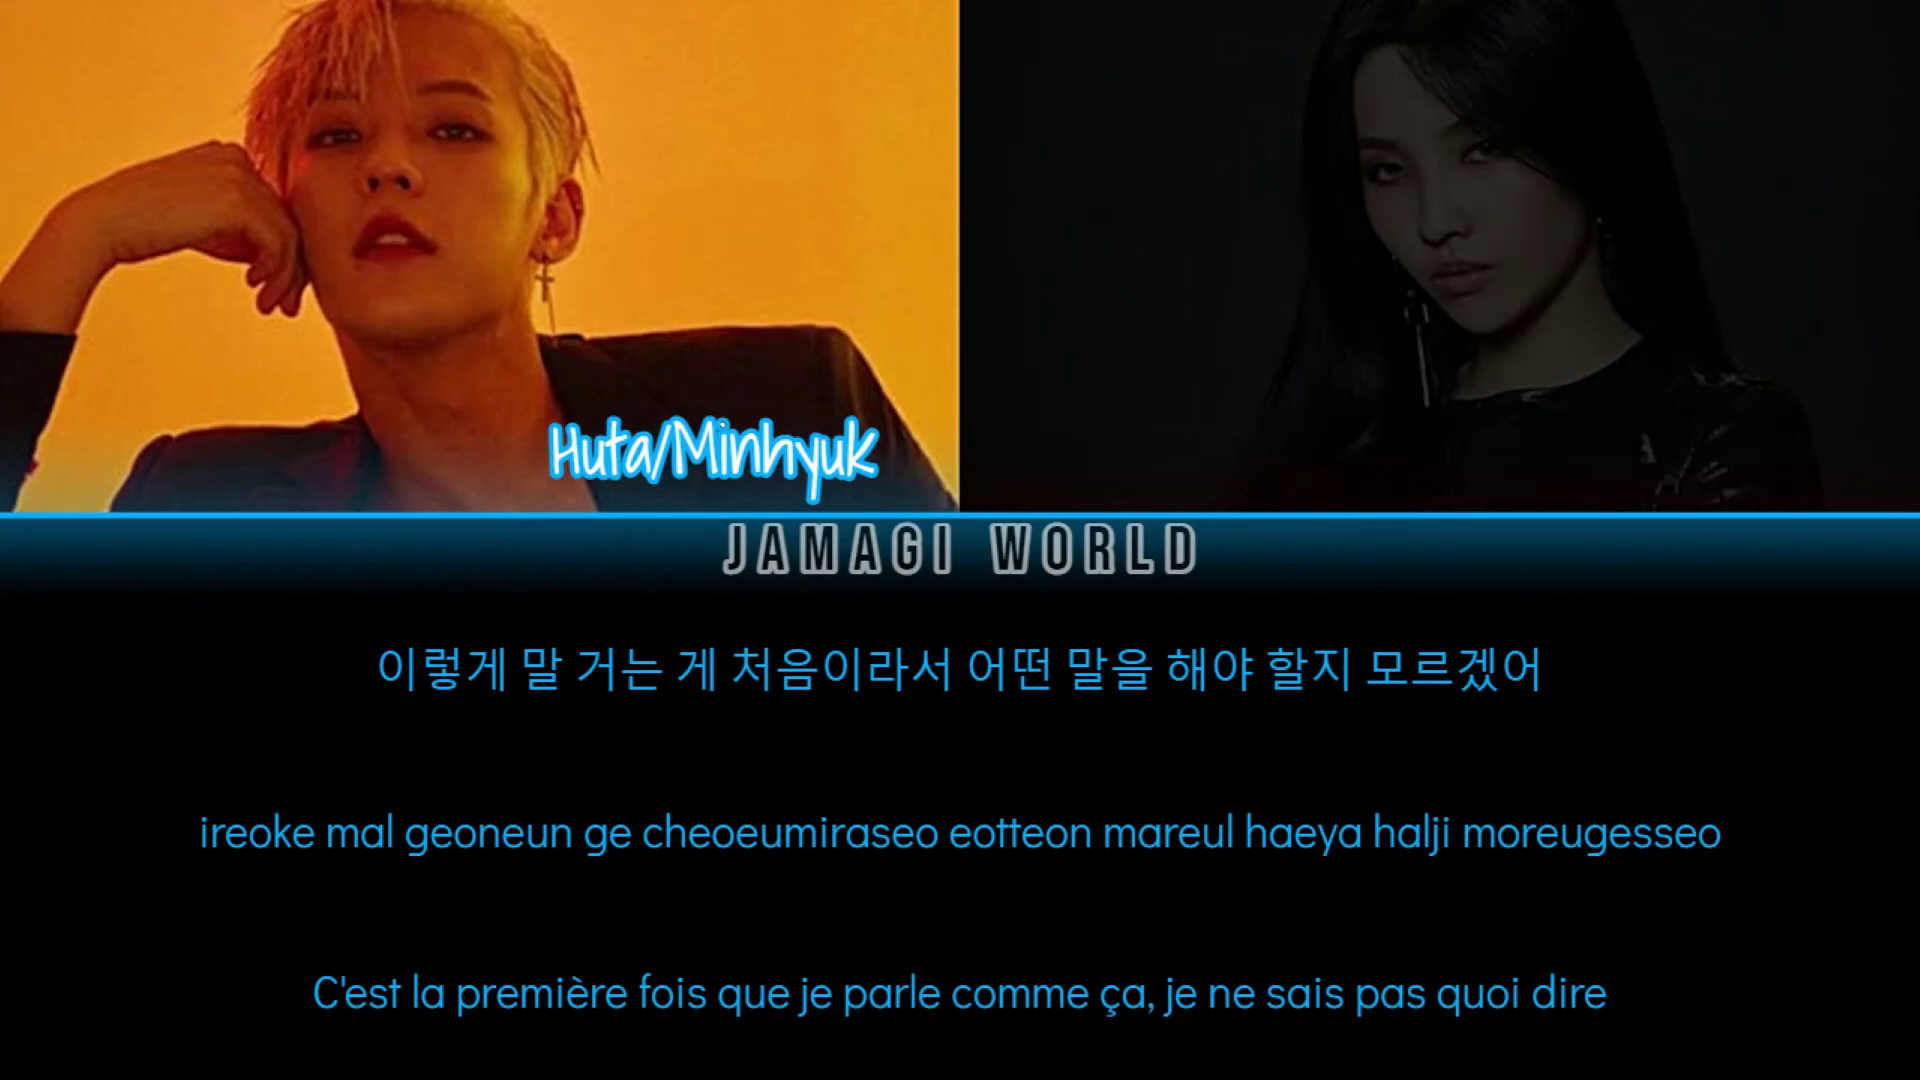 Huta/Minhyuk
JAMAGI WORLD
이렇게 말 거는 게 처음이라서 어떤 말을 해야 할지 모르겠어
ireoke mal geoneun ge cheoeumiraseo eotteon mareul haeya halji moreugesseo
C'est la première fois que je parle comme ça, je ne sais pas quoi dire